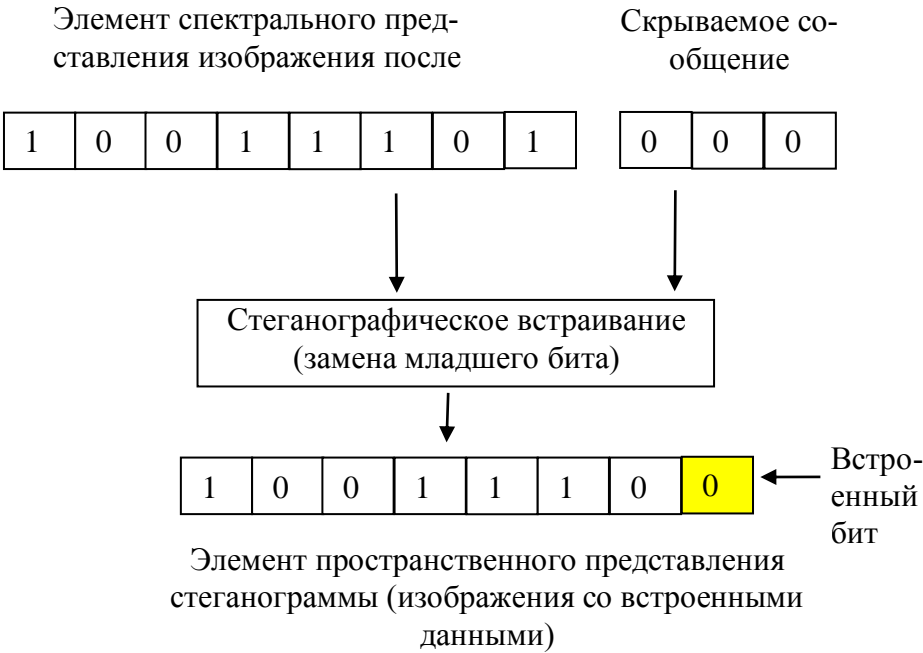 Элемент спектрального пред-
ставления изображения после
Скрываемое со-
общение
1 0 0 1 1 1 0 1
0 0 0
Стеганографическое встраивание
(замена младшего бита)
1 0 0 1 1 1 0 0
Встро-
енный
бит
Элемент пространственного представления
стеганограммы (изображения со встроенными
данными)